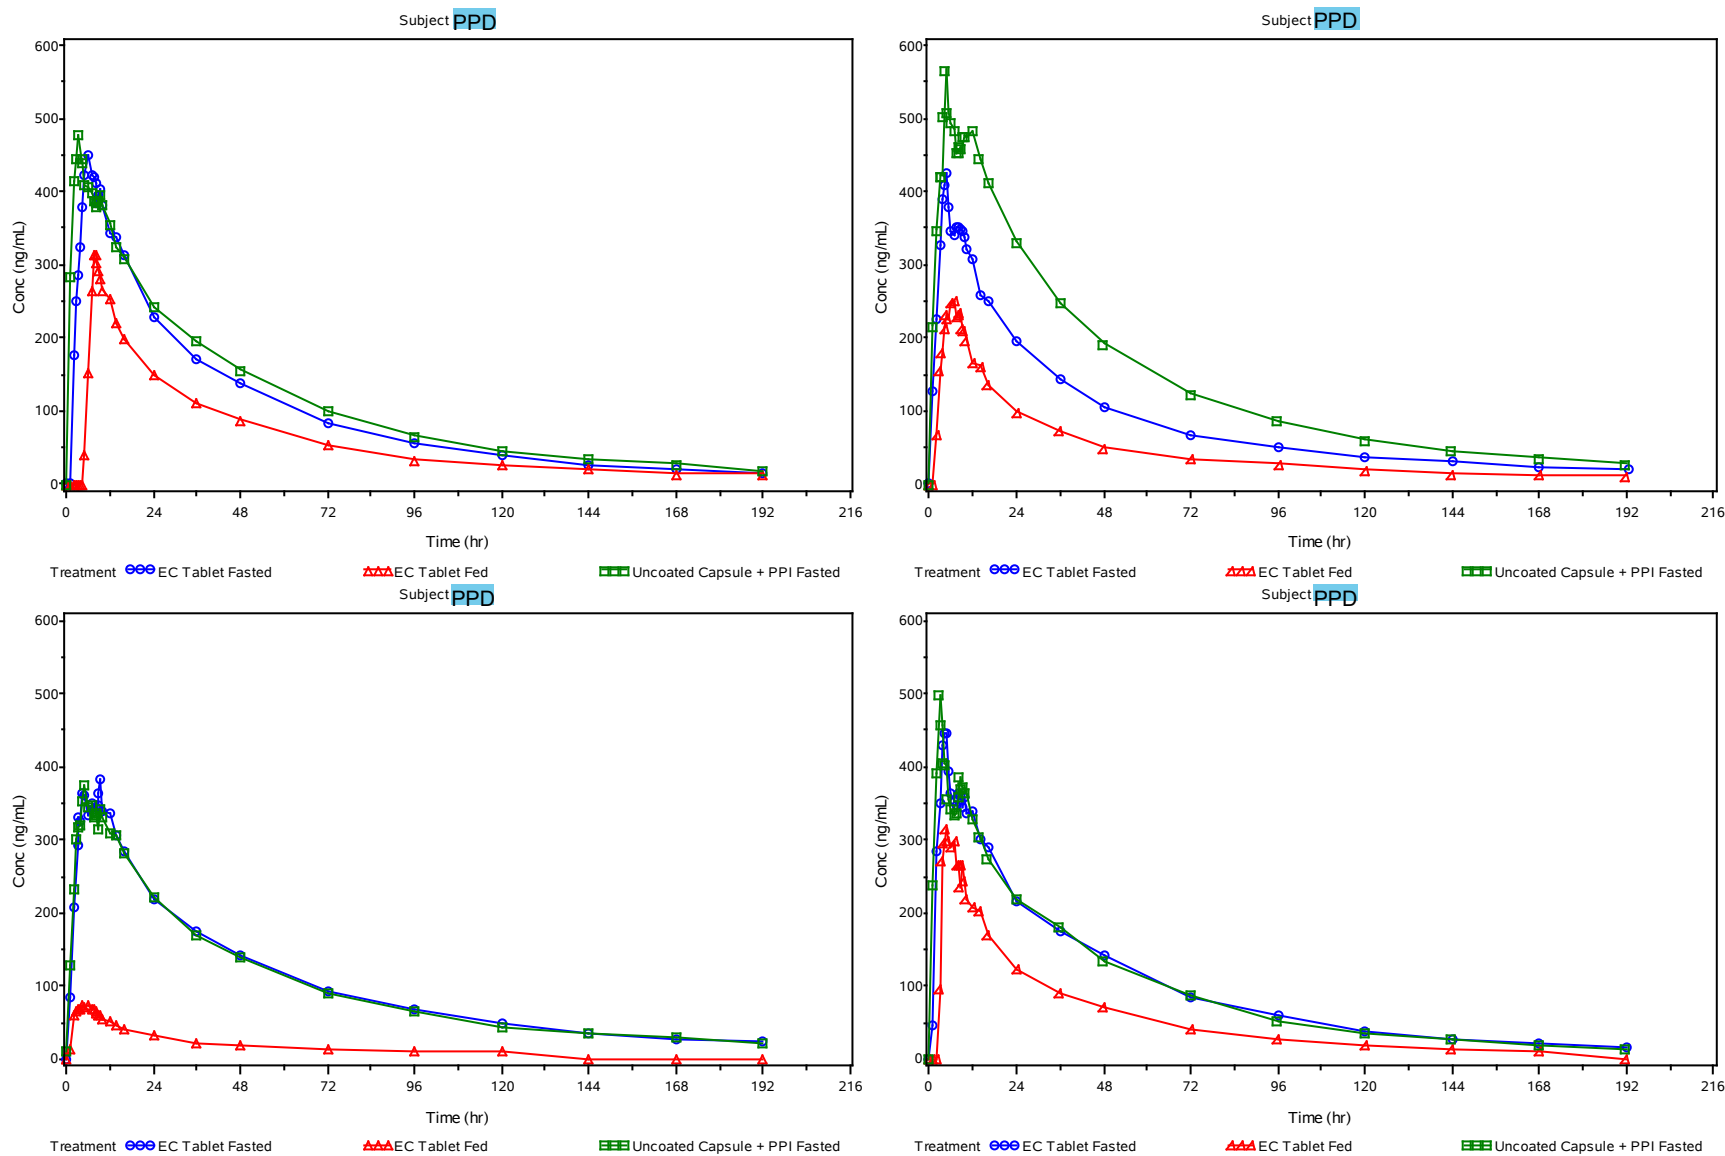 Subject PPD
Conc (ng/mL)
600
500
400
300
200
100
0
0 24 48 72 96 120 144 168 192 216
Time (hr)
Treatment EC Tablet Fasted EC Tablet Fed Uncoated Capsule + PPI Fasted
Subject PPD
Conc (ng/mL)
600
500
400
300
200
100
0
0 24 48 72 96 120 144 168 192 216
Time (hr)
Treatment EC Tablet Fasted EC Tablet Fed Uncoated Capsule + PPI Fasted
Subject PPD
Conc (ng/mL)
600
500
400
300
200
100
0
0 24 48 72 96 120 144 168 192 216
Time (hr)
Treatment EC Tablet Fasted EC Tablet Fed Uncoated Capsule + PPI Fasted
Subject PPD
Conc (ng/mL)
600
500
400
300
200
100
0
0 24 48 72 96 120 144 168 192 216
Time (hr)
Treatment EC Tablet Fasted EC Tablet Fed Uncoated Capsule + PPI Fasted